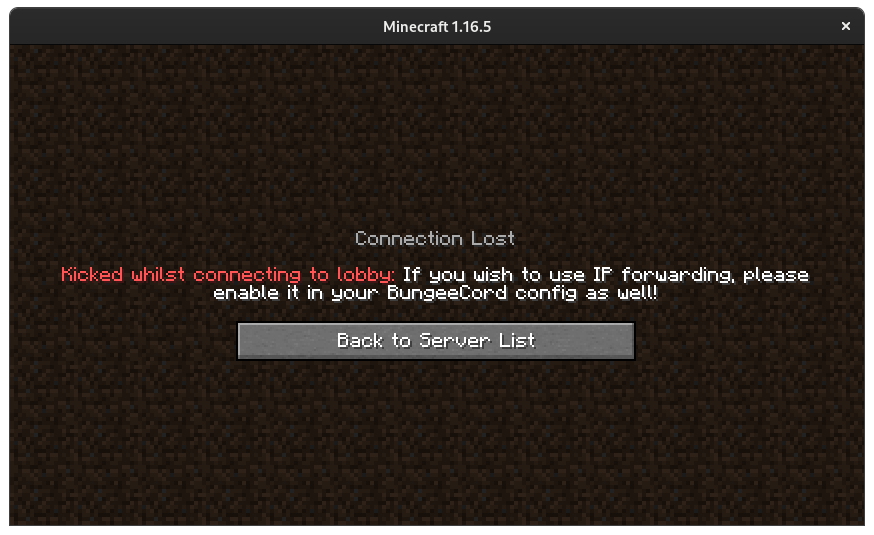 Minecraft 1.16.5
Connection Lost
Kicked whilst connecting to lobby: If you wish to use IP forwarding, please
enable it in your BungeeCord config as well!
Back to Server List